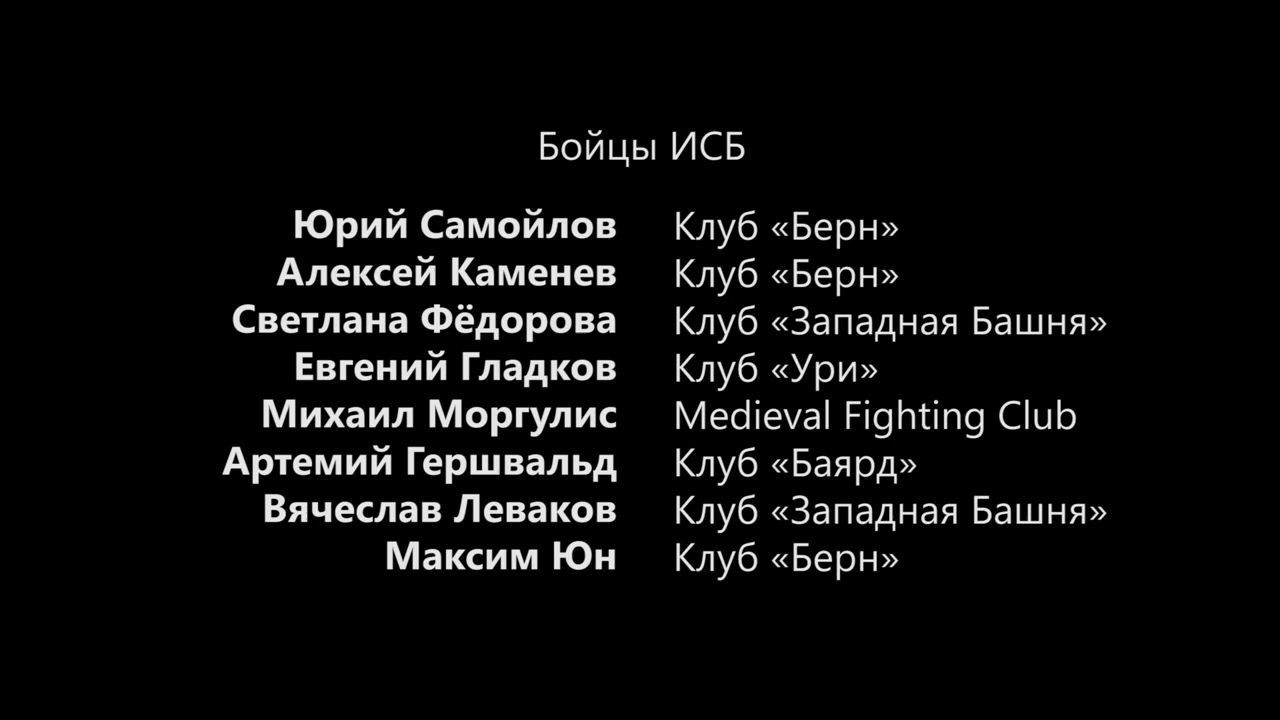 Бойцы ИСБ
Юрий Самойлов Клуб «Берн»
Алексей Каменев Клуб «Берн»
Светлана Фёдорова Клуб «Западная Башня»
Евгений Гладков Клуб «Ури»
Михаил Моргулис Medieval Fighting Club
Артемий Гершвальд Клуб «Баярд»
Вячеслав Леваков Клуб «Западная Башня»
Максим Юн Клуб «Берн»